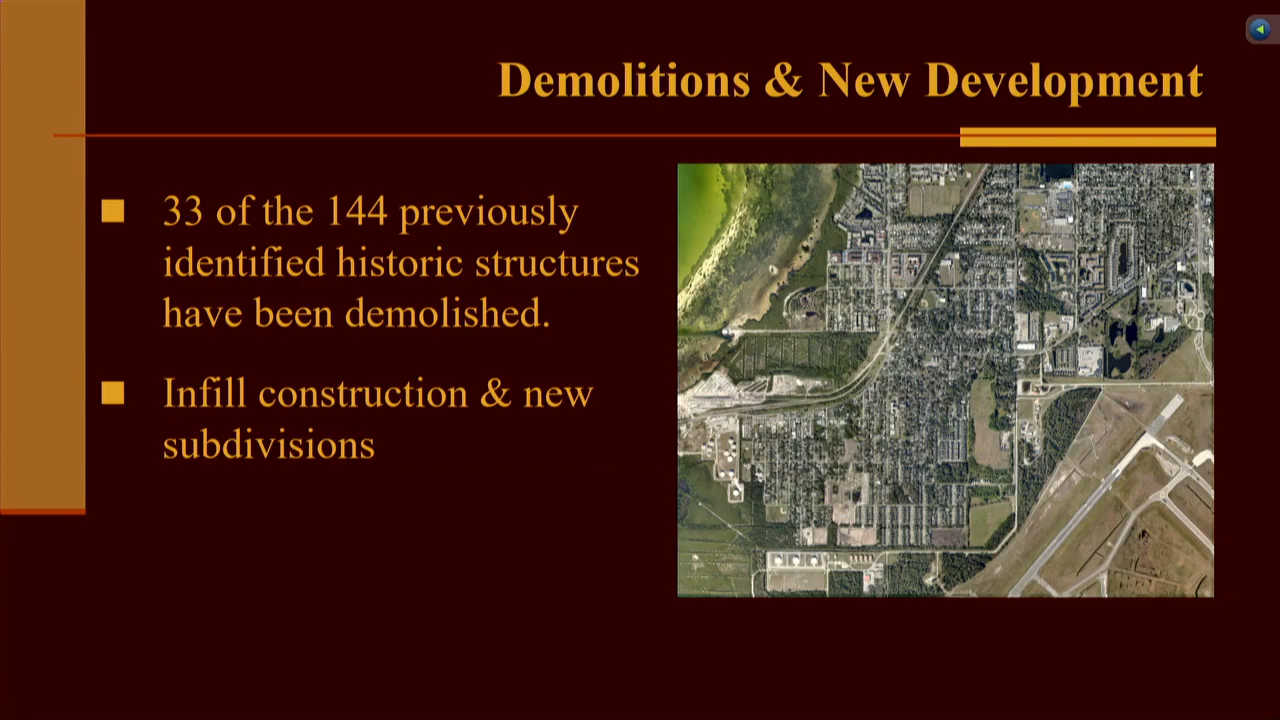 Demolitions & New Development
33 of the 144 previously
identified historic structures
have been demolished.
Infill construction & new
subdivisions